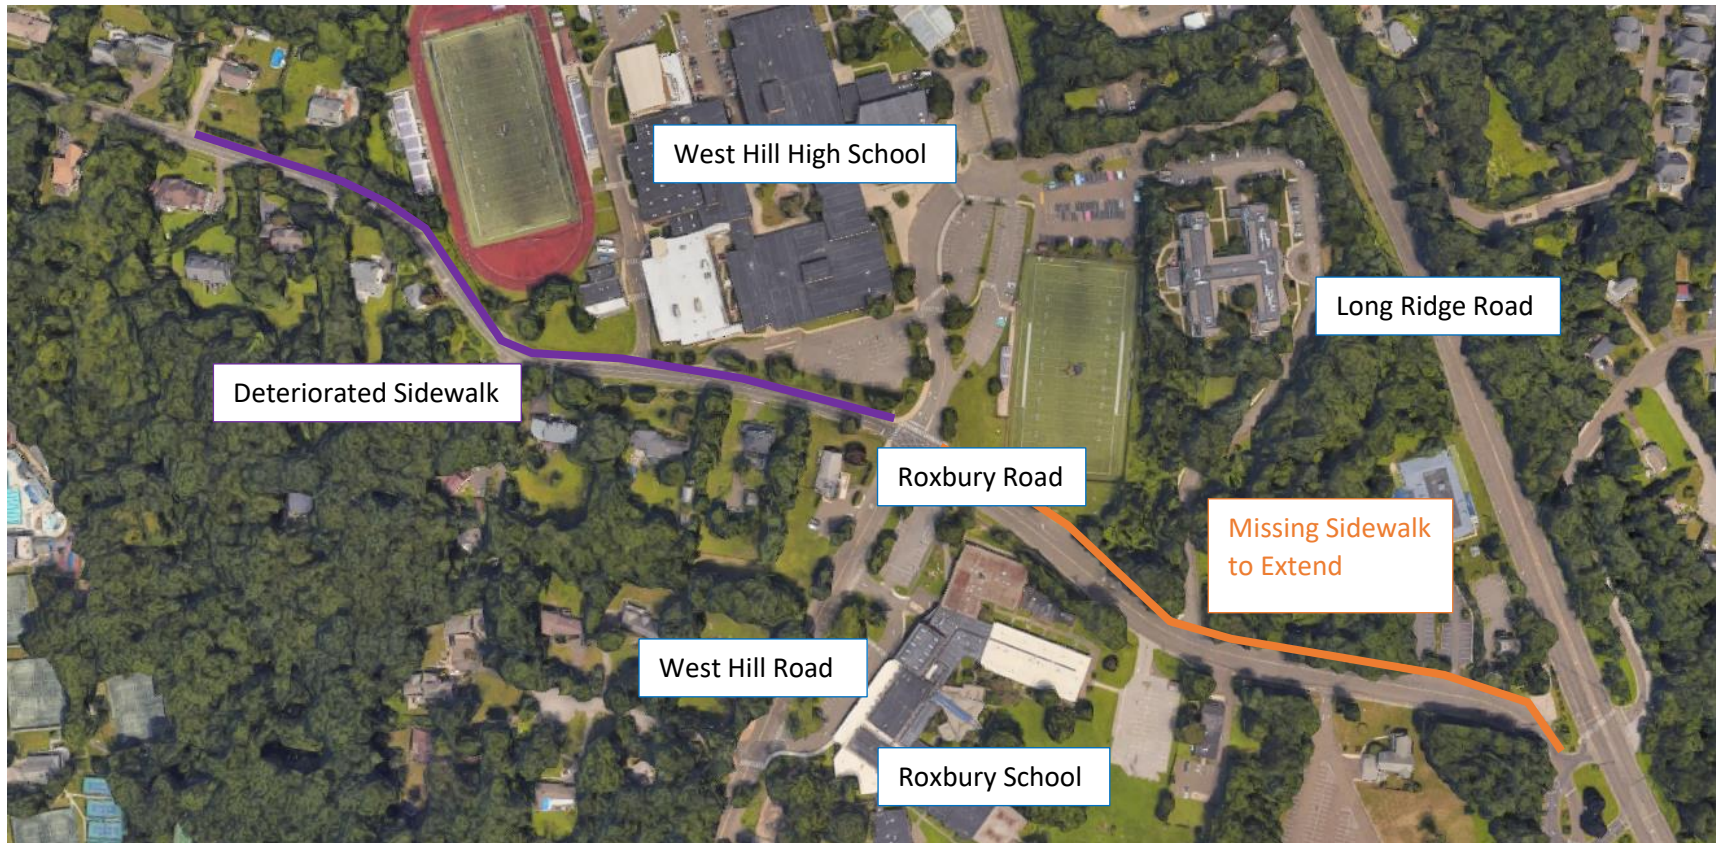 West Hill High School
Long Ridge Road
Deteriorated Sidewalk
Roxbury Road
Missing Sidewalk
to Extend
West Hill Road
Roxbury School